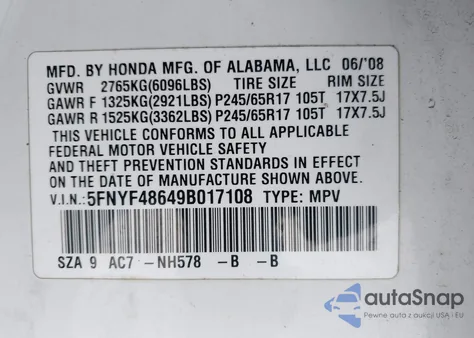 MFD. BY HONDA MFG. OF ALABAMA, LLC 06/'08
GVWR 2765KG(6096LBS) TIRE SIZE RIM SIZE
GAWR F 1325KG(2921LBS) P245/65R17 105T 17X7.5J
GAWR R 1525KG(3362LBS) P245/65R17 105T 17X7.5J
THIS VEHICLE CONFORMS TO ALL APPLICABLE
FEDERAL MOTOR VEHICLE SAFETY
AND THEFT PREVENTION STANDARDS IN EFFECT
ON THE DATE OF MANUFACTURE SHOWN ABOVE.
V.I.N.: 5FNYF48649B017108 TYPE: MPV
SZA 9 AC7 -NH578 -B -B
autoSnap
Pewne auta z aukcji USA i EU